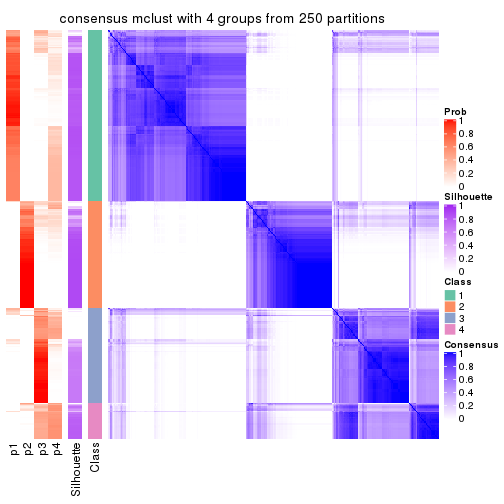 consensus mclust with 4 groups from 250 partitions
Prob
1
0.8
0.6
0.4
0.2
0
Silhouette
1
0.8
0.6
0.4
0.2
0
Class
1
2
3
4
Consensus
1
0.8
0.6
0.4
0.2
0
p1
p2
p3
p4
Silhouette
Class